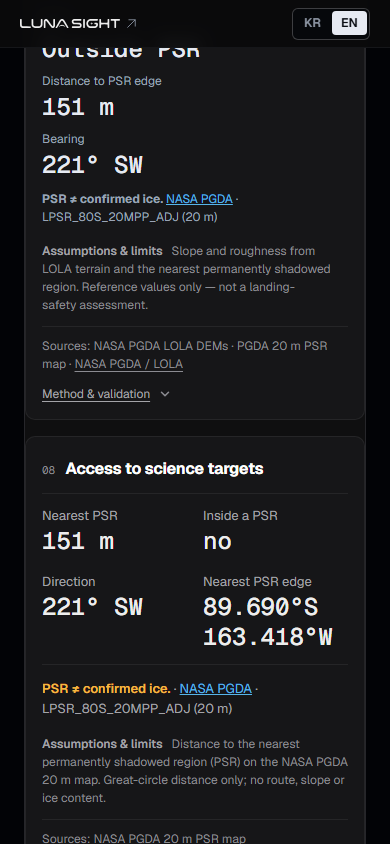 LUNA SIGHT ↗
KR EN
Outside PSR
Distance to PSR edge
151 m
Bearing
221° SW
PSR ≠ confirmed ice. NASA PGDA ·
LPSR_80S_20MPP_ADJ (20 m)
Assumptions & limits Slope and roughness from
LOLA terrain and the nearest permanently shadowed
region. Reference values only — not a landing-
safety assessment.
Sources: NASA PGDA LOLA DEMs · PGDA 20 m PSR
map · NASA PGDA / LOLA
Method & validation
08 Access to science targets
Nearest PSR Inside a PSR
151 m no
Direction Nearest PSR edge
221° SW 89.690°S
163.418°W
PSR ≠ confirmed ice. · NASA PGDA ·
LPSR_80S_20MPP_ADJ (20 m)
Assumptions & limits Distance to the nearest
permanently shadowed region (PSR) on the NASA PGDA
20 m map. Great-circle distance only; no route, slope or
ice content.
Sources: NASA PGDA 20 m PSR map